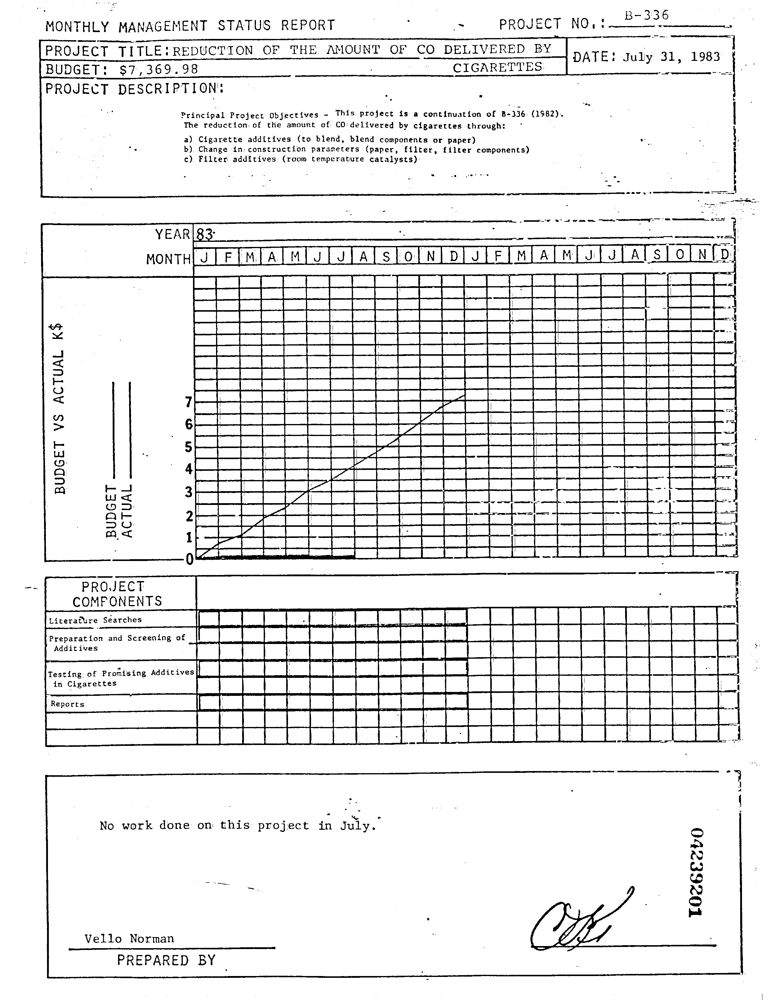 MONTHLY MANAGEMENT STATUS REPORT PROJECT NO.: B-336
PROJECT TITLE: REDUCTION OF THE AMOUNT OF CO DELIVERED BY
CIGARETTES
DATE: July 31, 1983
BUDGET: $7,369.98
PROJECT DESCRIPTION:
Principal Project Objectives - This project is a continuation of B-336 (1982).
The reduction of the amount of CO delivered by cigarettes through:
a) Cigarette additives (to blend, blend components or paper)
b) Change in construction parameters (paper, filter, filter components)
c) Filter additives (room temperature catalysts)
YEAR 83
MONTH J F M A M J J A S O N D J F M A M J J A S O N D
BUDGET VS ACTUAL K$
BUDGET
ACTUAL
7
6
5
4
3
2
1
0
PROJECT
COMPONENTS
Literature Searches
Preparation and Screening of
Additives
Testing of Promising Additives
in Cigarettes
Reports
No work done on this project in July.
04239201
Vello Norman
PREPARED BY